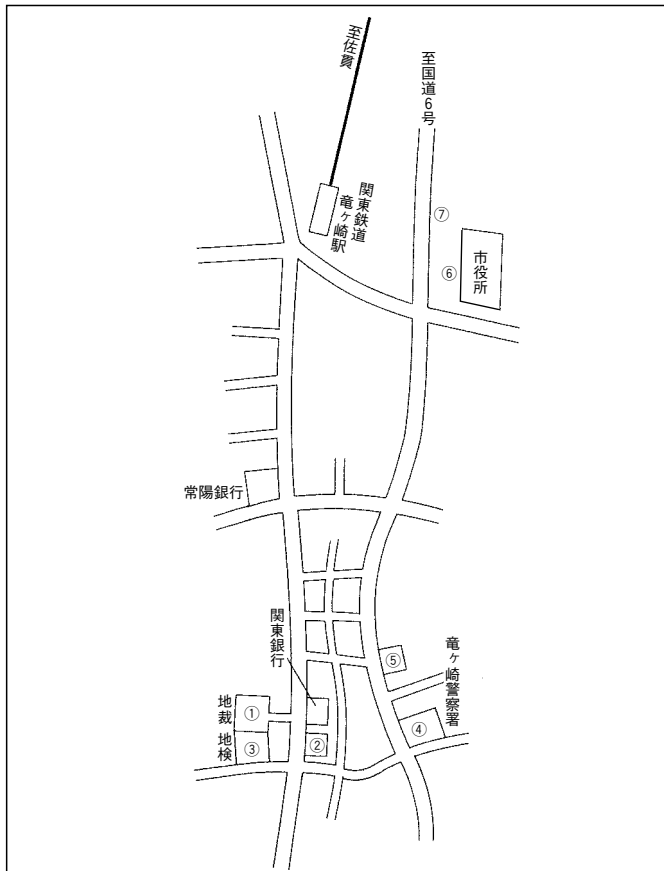 至佐貫
至国道6号
関東鉄道
竜ヶ崎駅
⑦
⑥
市役所
常陽銀行
関東銀行
⑤
竜ヶ崎警察署
地裁
①
④
地検
③
②